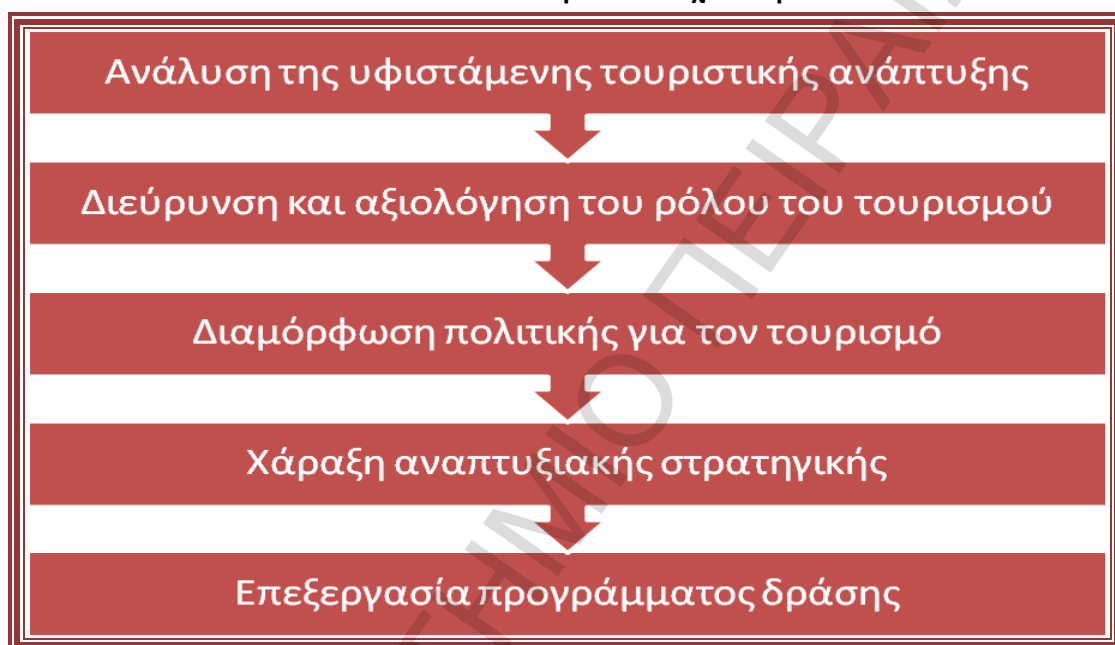 Ανάλυση της υφιστάμενης τουριστικής ανάπτυξης
Διεύρυνση και αξιολόγηση του ρόλου του τουρισμού
Διαμόρφωση πολιτικής για τον τουρισμό
Χάραξη αναπτυξιακής στρατηγικής
Επεξεργασία προγράμματος δράσης